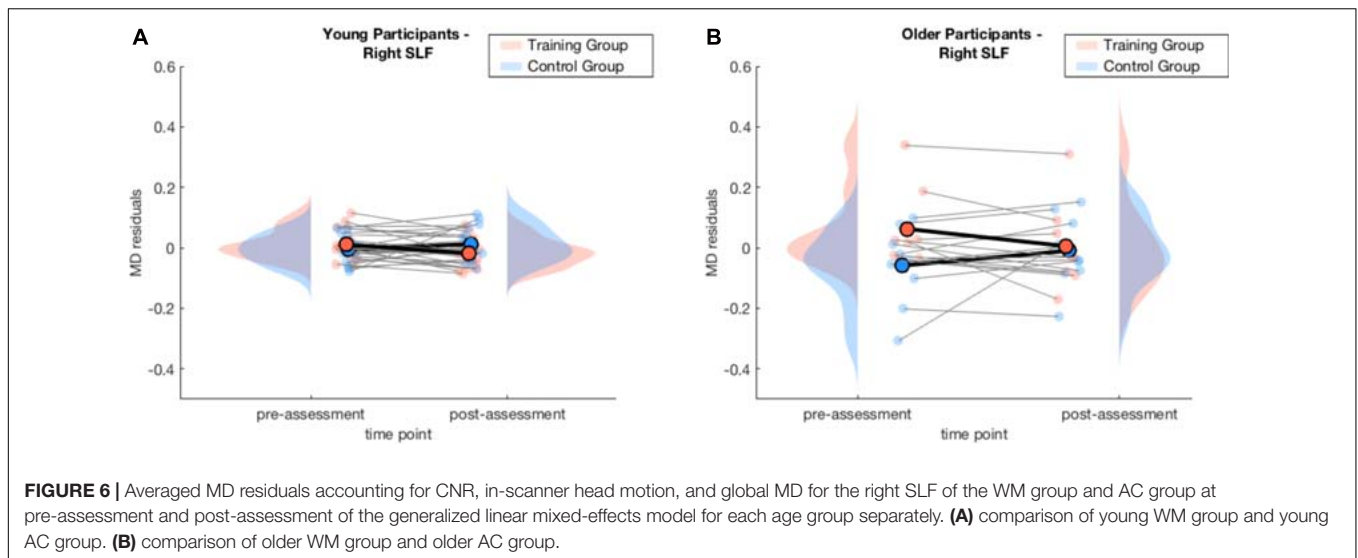 A
Young Participants -
Right SLF
Training Group
Control Group
0.6
0.4
0.2
0
-0.2
-0.4
MD residuals
pre-assessment
post-assessment
time point
B
Older Participants -
Right SLF
Training Group
Control Group
0.6
0.4
0.2
0
-0.2
-0.4
MD residuals
pre-assessment
post-assessment
time point
FIGURE 6 | Averaged MD residuals accounting for CNR, in-scanner head motion, and global MD for the right SLF of the WM group and AC group at
pre-assessment and post-assessment of the generalized linear mixed-effects model for each age group separately. (A) comparison of young WM group and young
AC group. (B) comparison of older WM group and older AC group.